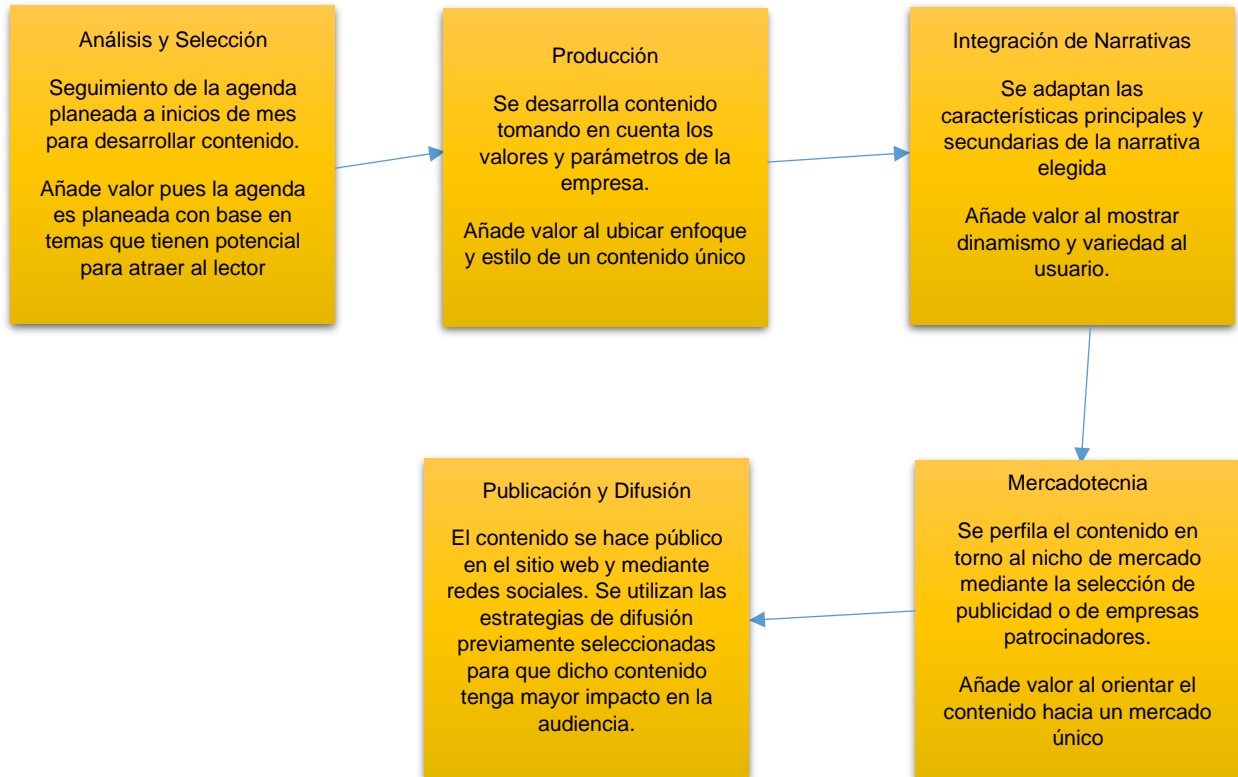 Análisis y Selección
Seguimiento de la agenda
planeada a inicios de mes
para desarrollar contenido.
Añade valor pues la agenda
es planeada con base en
temas que tienen potencial
para atraer al lector
Producción
Se desarrolla contenido
tomando en cuenta los
valores y parámetros de la
empresa.
Añade valor al ubicar enfoque
y estilo de un contenido único
Integración de Narrativas
Se adaptan las
características principales y
secundarias de la narrativa
elegida
Añade valor al mostrar
dinamismo y variedad al
usuario.
Mercadotecnia
Se perfila el contenido en
torno al nicho de mercado
mediante la selección de
publicidad o de empresas
patrocinadores.
Añade valor al orientar el
contenido hacia un mercado
único
Publicación y Difusión
El contenido se hace público
en el sitio web y mediante
redes sociales. Se utilizan las
estrategias de difusión
previamente seleccionadas
para que dicho contenido
tenga mayor impacto en la
audiencia.